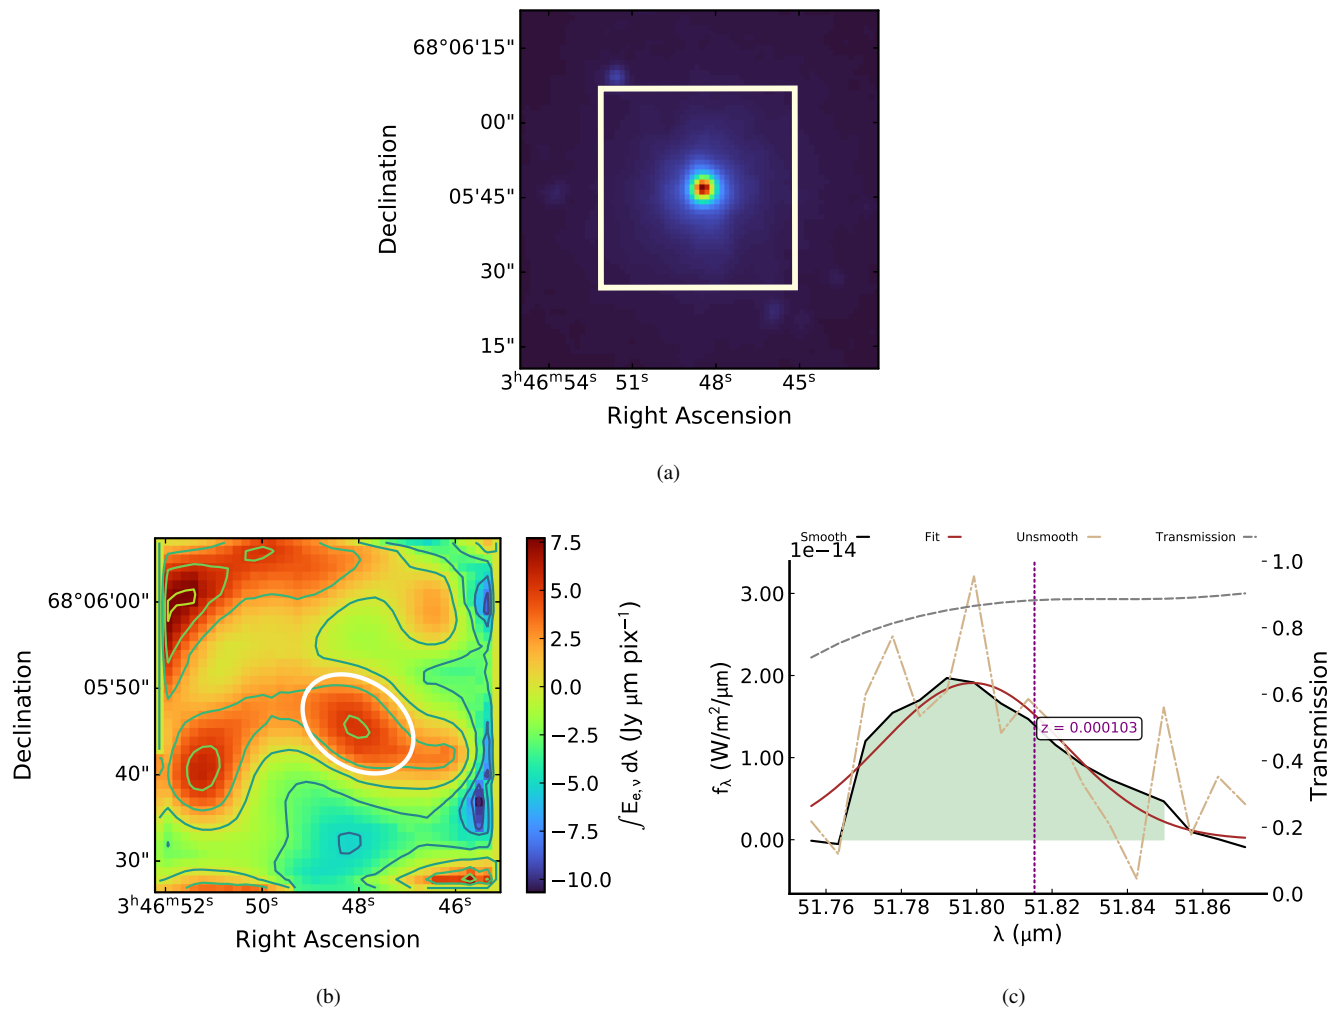 68°06'15"
00"
05'45"
30"
15"
Declination
3ʰ46ᵐ54ˢ 51ˢ 48ˢ 45ˢ
Right Ascension
(a)
68°06'00"
05'50"
40"
30"
Declination
3ʰ46ᵐ52ˢ 50ˢ 48ˢ 46ˢ
Right Ascension
7.5
5.0
2.5
0.0
−2.5
−5.0
−7.5
−10.0
∫ E_{e,ν} dλ (Jy μm pix⁻¹)
(b)
Smooth Fit Unsmooth Transmission
1e−14
3.00
2.00
1.00
0.00
f_λ (W/m²/μm)
z = 0.000103
1.0
0.8
0.6
0.4
0.2
0.0
Transmission
51.76 51.78 51.80 51.82 51.84 51.86
λ (μm)
(c)